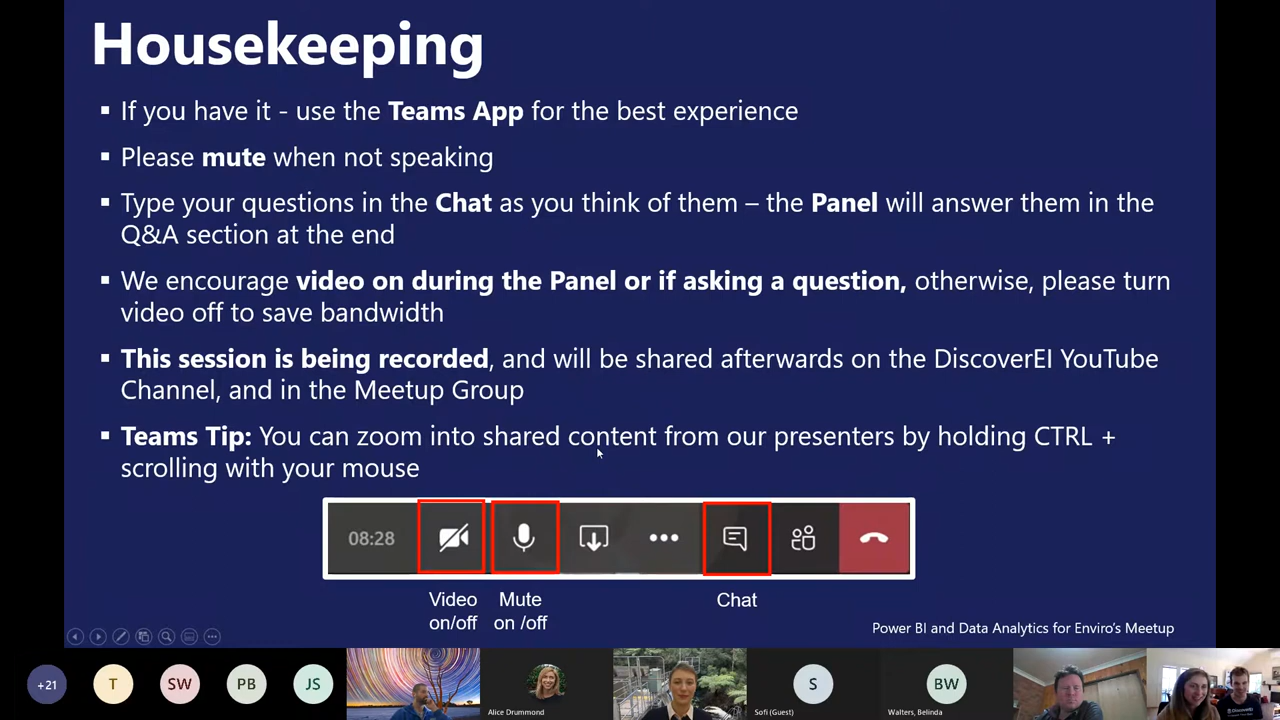 Housekeeping
▪ If you have it - use the Teams App for the best experience
▪ Please mute when not speaking
▪ Type your questions in the Chat as you think of them – the Panel will answer them in the
Q&A section at the end
▪ We encourage video on during the Panel or if asking a question, otherwise, please turn
video off to save bandwidth
▪ This session is being recorded, and will be shared afterwards on the DiscoverEI YouTube
Channel, and in the Meetup Group
▪ Teams Tip: You can zoom into shared content from our presenters by holding CTRL +
scrolling with your mouse
08:28
Video
on/off
Mute
on /off
Chat
Power BI and Data Analytics for Enviro's Meetup
+21
T
SW
PB
JS
Alice Drummond
S
Sofi (Guest)
BW
Walters, Belinda